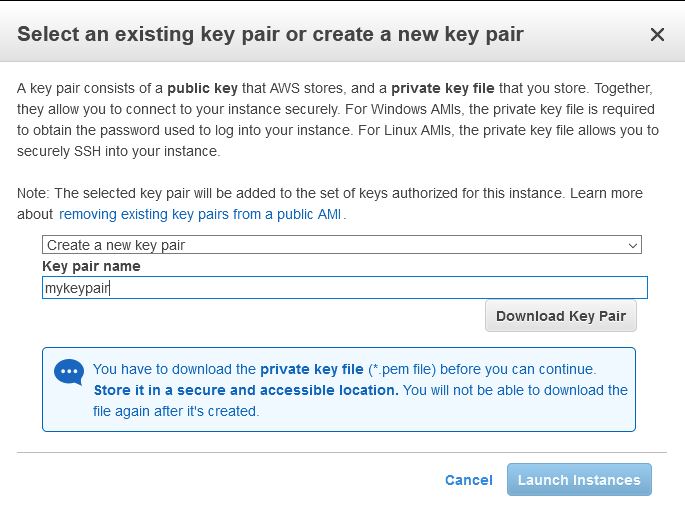 Select an existing key pair or create a new key pair
A key pair consists of a public key that AWS stores, and a private key file that you store. Together,
they allow you to connect to your instance securely. For Windows AMIs, the private key file is required
to obtain the password used to log into your instance. For Linux AMIs, the private key file allows you to
securely SSH into your instance.
Note: The selected key pair will be added to the set of keys authorized for this instance. Learn more
about removing existing key pairs from a public AMI.
Create a new key pair
Key pair name
mykeypair
Download Key Pair
You have to download the private key file (*.pem file) before you can continue.
Store it in a secure and accessible location. You will not be able to download the
file again after it's created.
Cancel Launch Instances